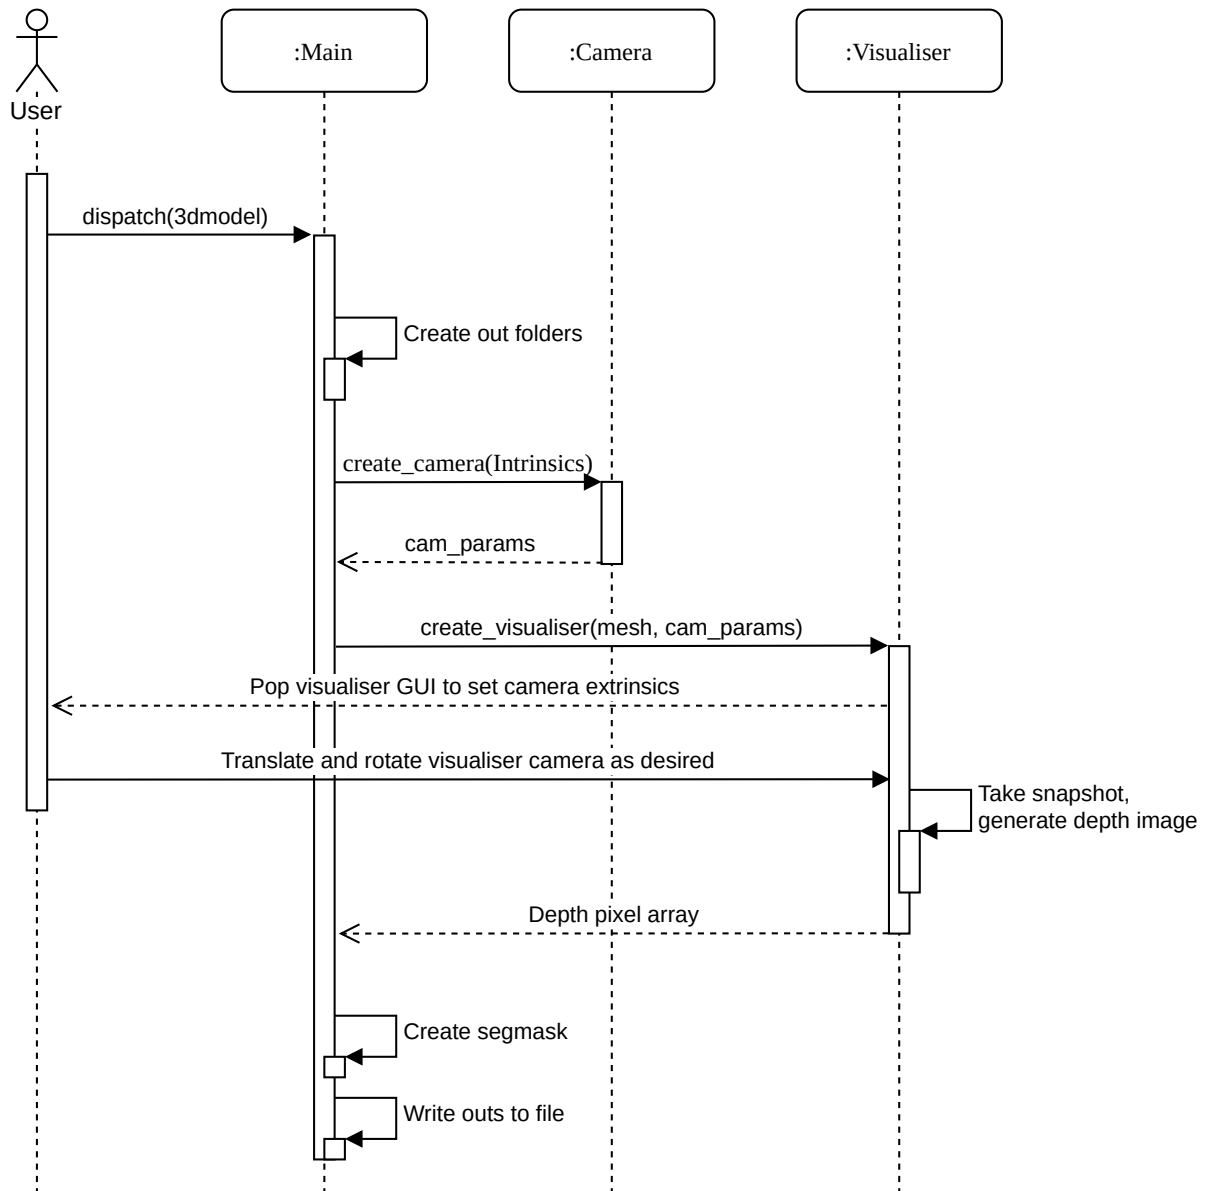 User
:Main
:Camera
:Visualiser
dispatch(3dmodel)
Create out folders
create_camera(Intrinsics)
cam_params
create_visualiser(mesh, cam_params)
Pop visualiser GUI to set camera extrinsics
Translate and rotate visualiser camera as desired
Take snapshot,
generate depth image
Depth pixel array
Create segmask
Write outs to file